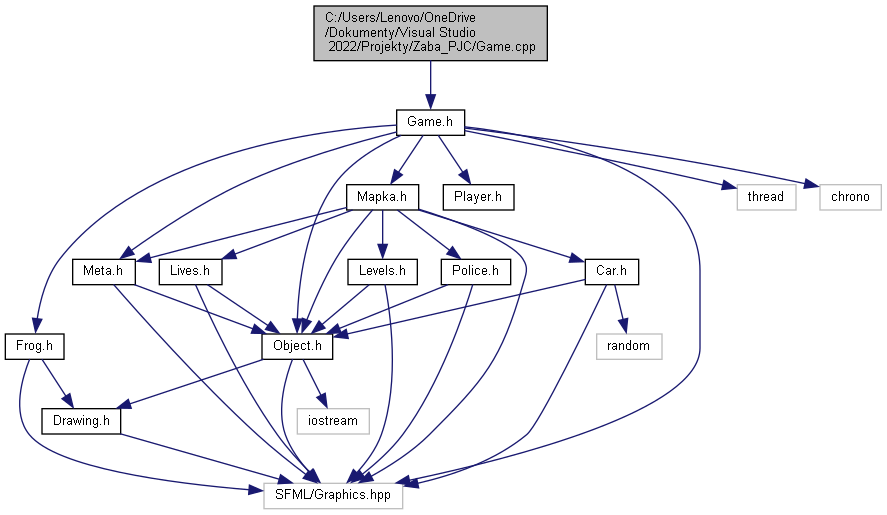 C:/Users/Lenovo/OneDrive
/Dokumenty/Visual Studio
2022/Projekty/Zaba_PJC/Game.cpp
Game.h
Mapka.h
Player.h
thread
chrono
Meta.h
Lives.h
Levels.h
Police.h
Car.h
Frog.h
Object.h
random
Drawing.h
iostream
SFML/Graphics.hpp